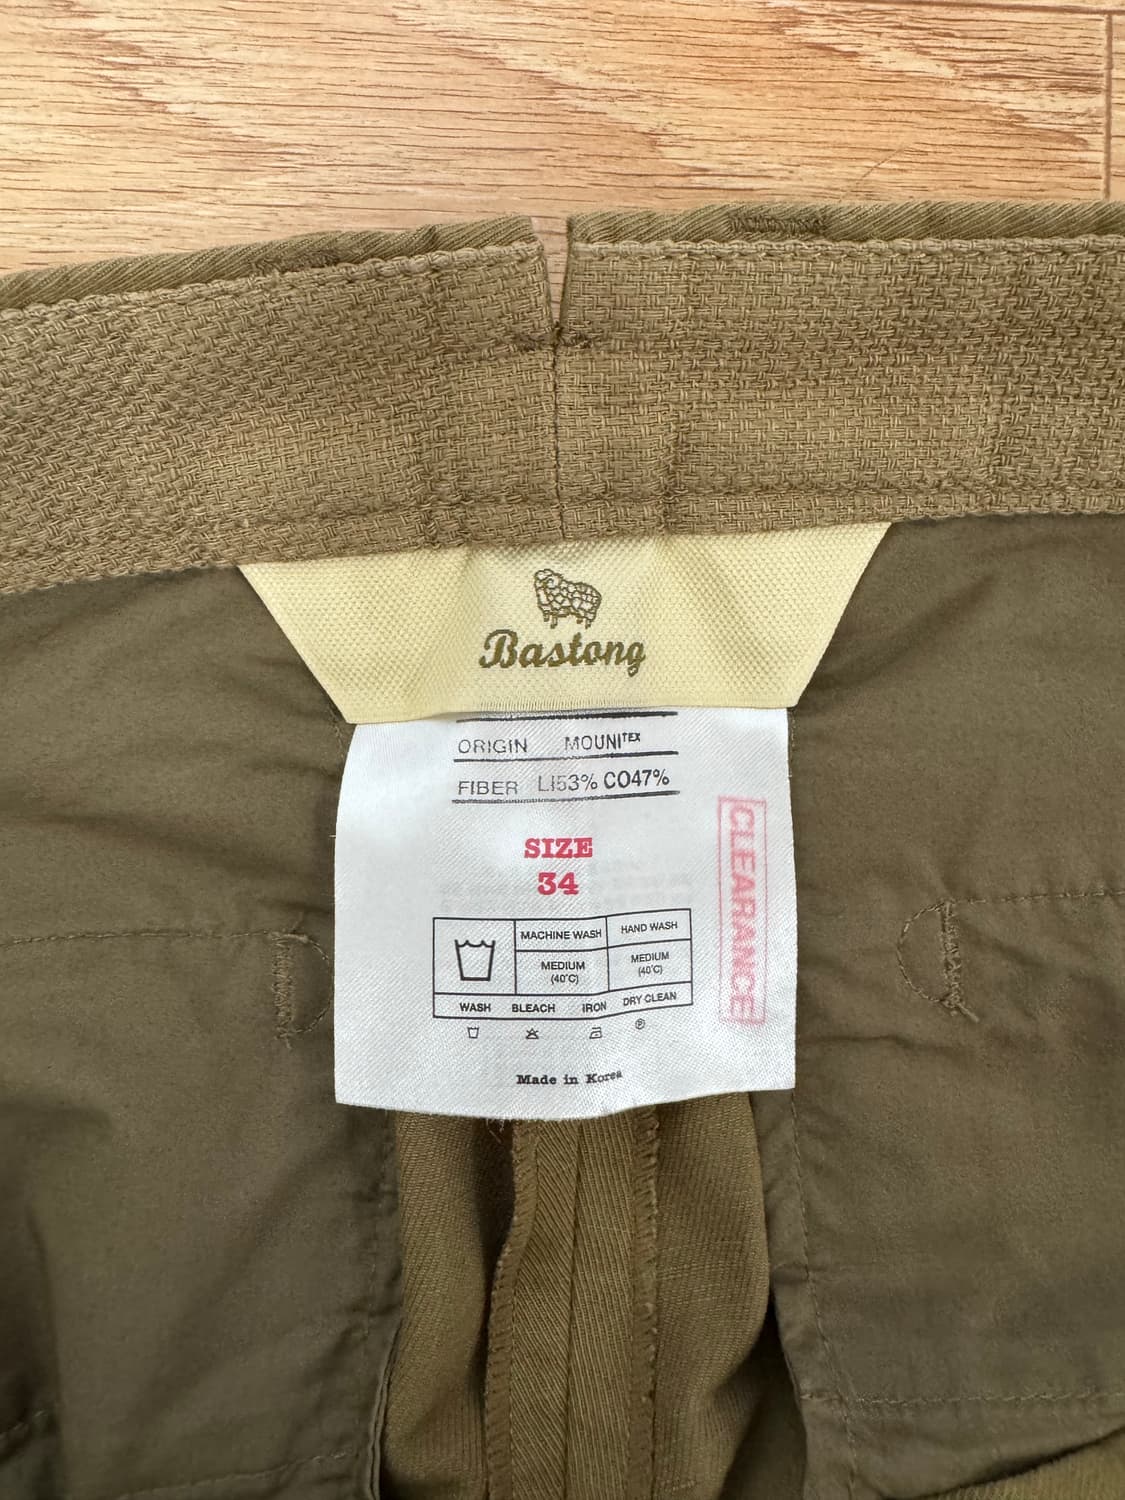 Bastong
ORIGIN MOUNITEX
FIBER LI53% CO47%
SIZE
34
MACHINE WASH HAND WASH
MEDIUM (40°C) MEDIUM (40°C)
WASH BLEACH IRON DRY CLEAN
P
Made in Korea
CLEARANCE